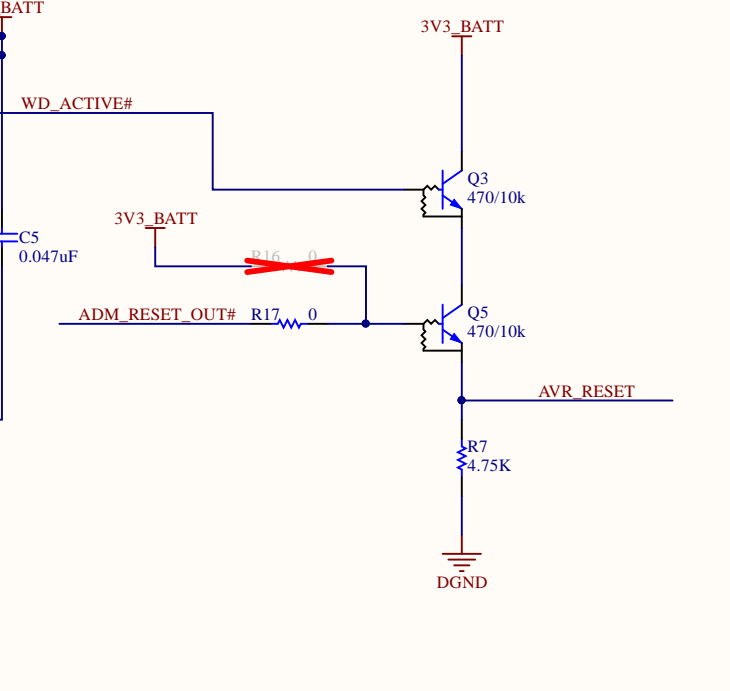 BATT
3V3_BATT
WD_ACTIVE#
Q3
470/10k
3V3_BATT
C5
0.047uF
R16 0
ADM_RESET_OUT# R17 0
Q5
470/10k
AVR_RESET
R7
4.75K
DGND